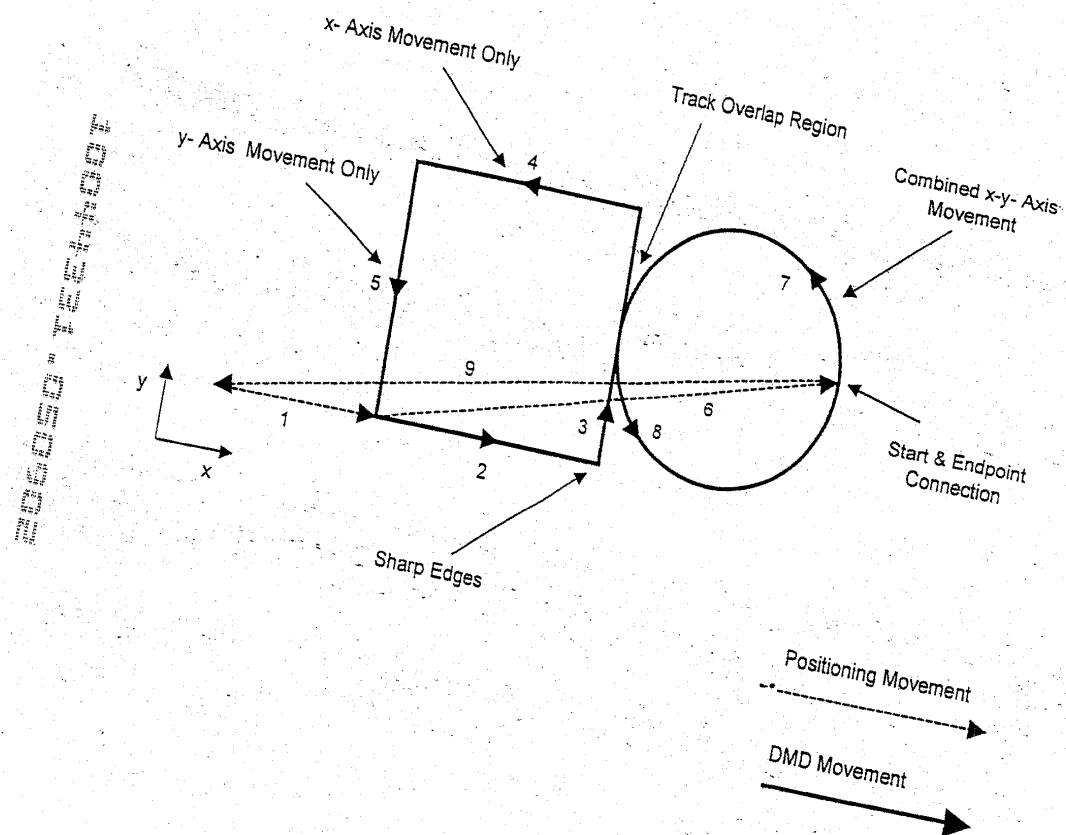 x- Axis Movement Only
y- Axis Movement Only
Track Overlap Region
Combined x-y- Axis
Movement
4
5
7
9
6
1
3
8
2
y
x
Start & Endpoint
Connection
Sharp Edges
Positioning Movement
DMD Movement